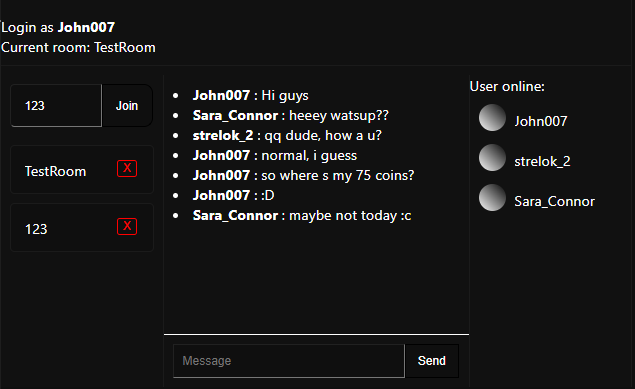 Login as John007
Current room: TestRoom
123 Join
TestRoom X
123 X
John007 : Hi guys
Sara_Connor : heeey watsup??
strelok_2 : qq dude, how a u?
John007 : normal, i guess
John007 : so where s my 75 coins?
John007 : :D
Sara_Connor : maybe not today :c
Message Send
User online:
John007
strelok_2
Sara_Connor